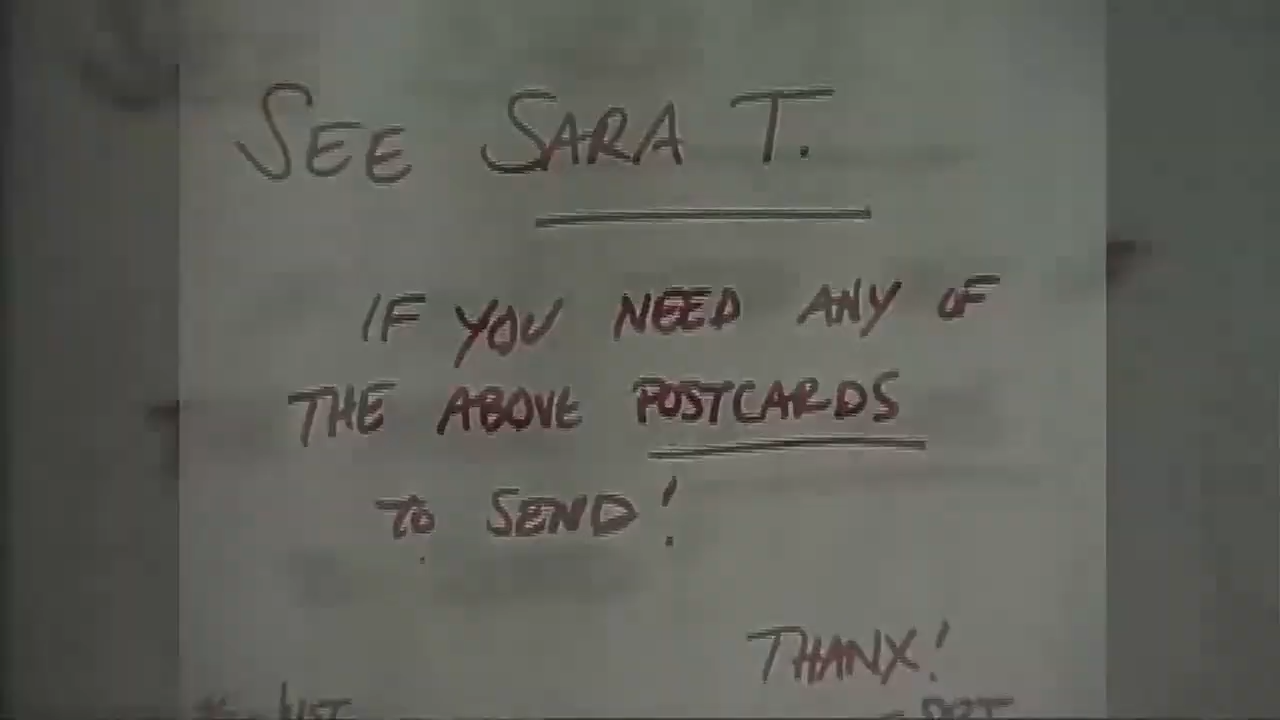 SEE SARA T.
IF YOU NEED ANY OF
THE ABOVE POSTCARDS
TO SEND!
THANX!